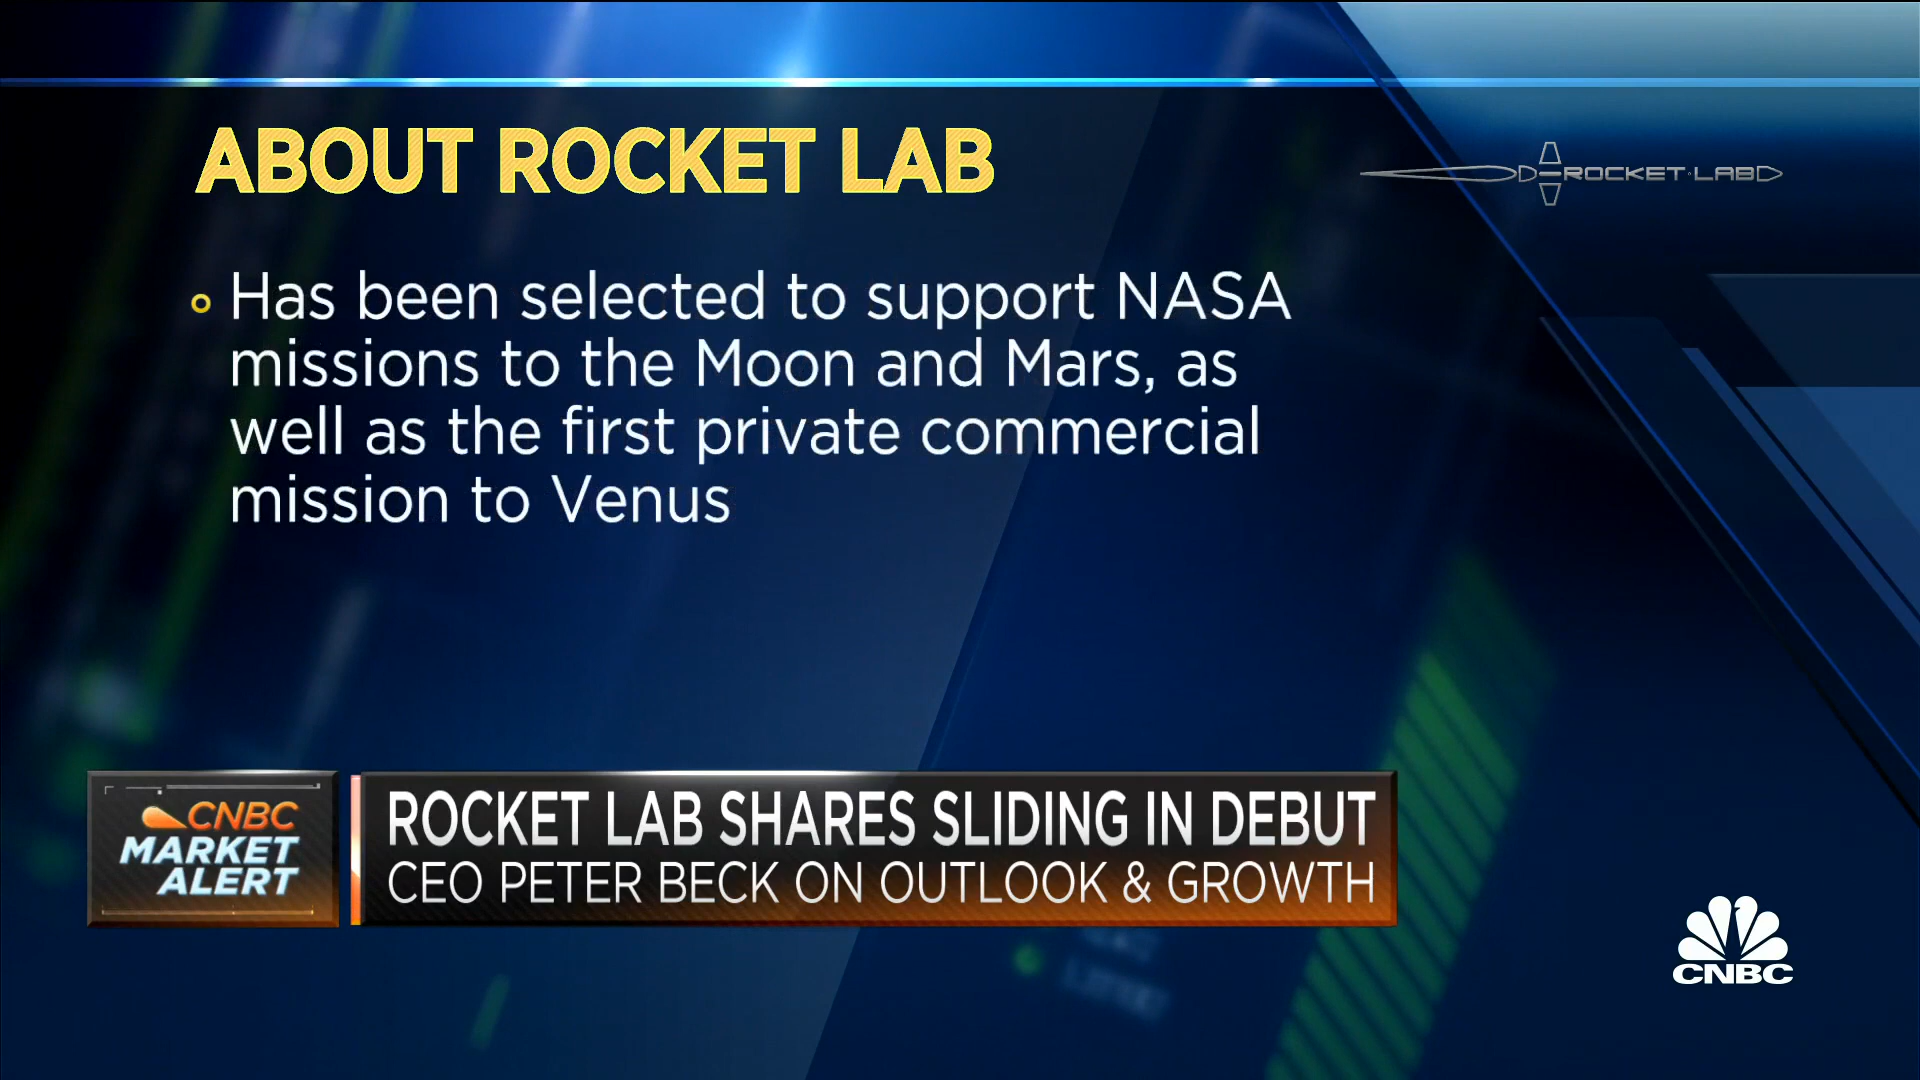 ABOUT ROCKET LAB
ROCKET LAB
Has been selected to support NASA
missions to the Moon and Mars, as
well as the first private commercial
mission to Venus
CNBC
MARKET
ALERT
ROCKET LAB SHARES SLIDING IN DEBUT
CEO PETER BECK ON OUTLOOK & GROWTH
CNBC